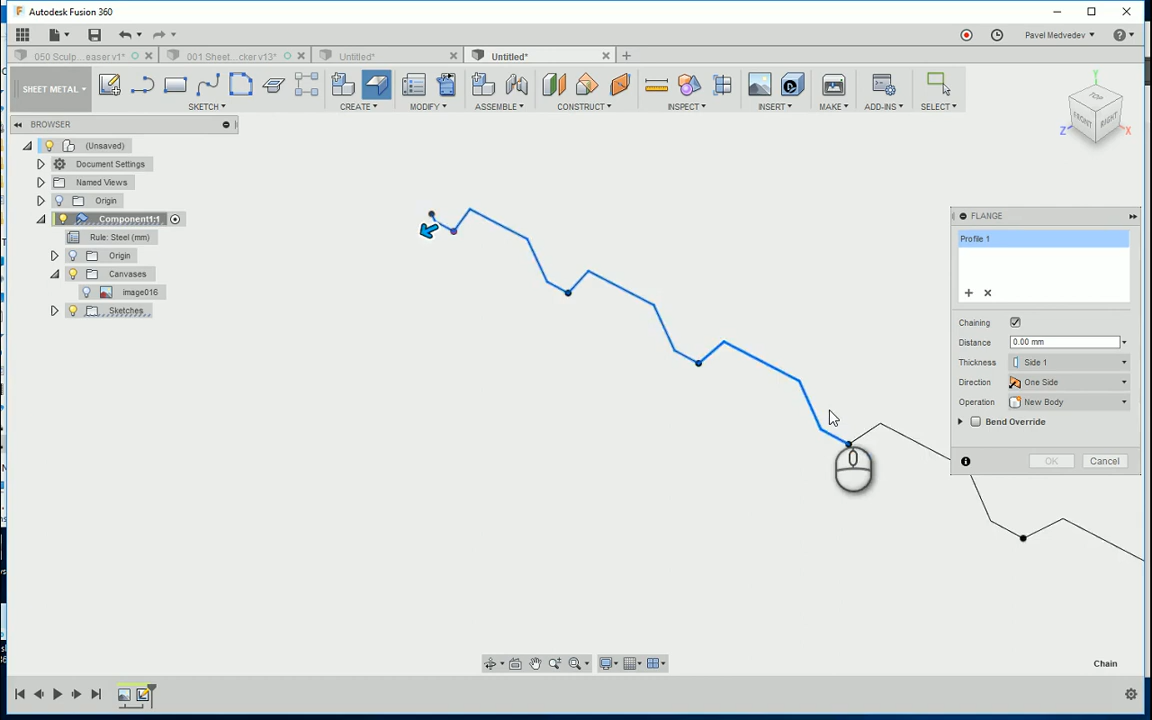 Autodesk Fusion 360
Pavel Medvedev
050 Sculp...easer v1*
001 Sheet...cker v13*
Untitled*
Untitled*
SHEET METAL
SKETCH
CREATE
MODIFY
ASSEMBLE
CONSTRUCT
INSPECT
INSERT
MAKE
ADD-INS
SELECT
BROWSER
(Unsaved)
Document Settings
Named Views
Origin
Component1:1
Rule: Steel (mm)
Origin
Canvases
image016
Sketches
TOP
FRONT
RIGHT
Y
Z
X
FLANGE
Profile 1
Chaining
Distance 0.00 mm
Thickness Side 1
Direction One Side
Operation New Body
Bend Override
OK Cancel
Chain